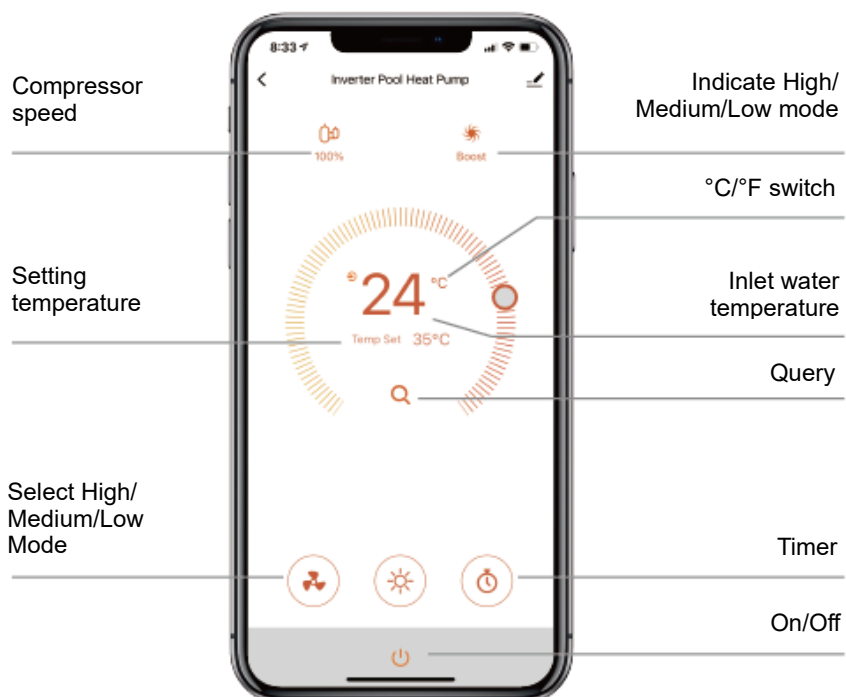 8:33
Inverter Pool Heat Pump
Compressor
speed
Indicate High/
Medium/Low mode
100%
Boost
°C/°F switch
Setting
temperature
24 °C
Inlet water
temperature
Temp Set 35°C
Query
Select High/
Medium/Low
Mode
Timer
On/Off